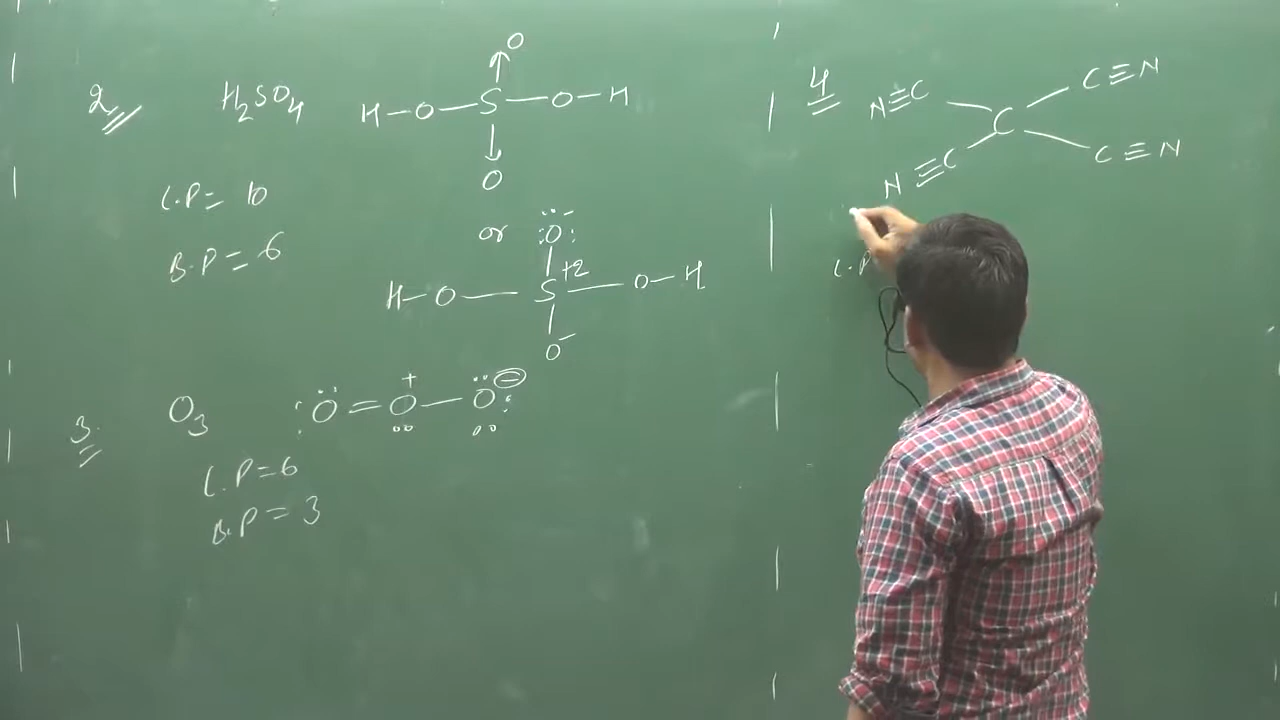 2
H2SO4
O
↑
H-O-S-O-H
↓
O
L.P = 10
B.P = 6
or
O
H-O-S+2-O-H
O-
3.
O3
O=O+-O⊖
L.P = 6
B.P = 3
4
N≡C C≡N
C
N≡C C≡N
L.P